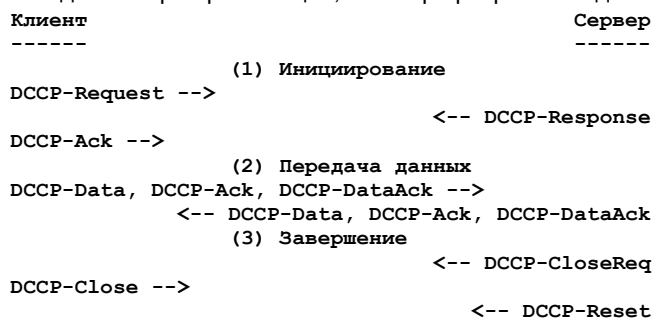 Клиент Сервер
------ ------
(1) Инициирование
DCCP-Request -->
<-- DCCP-Response
DCCP-Ack -->
(2) Передача данных
DCCP-Data, DCCP-Ack, DCCP-DataAck -->
<-- DCCP-Data, DCCP-Ack, DCCP-DataAck
(3) Завершение
<-- DCCP-CloseReq
DCCP-Close -->
<-- DCCP-Reset